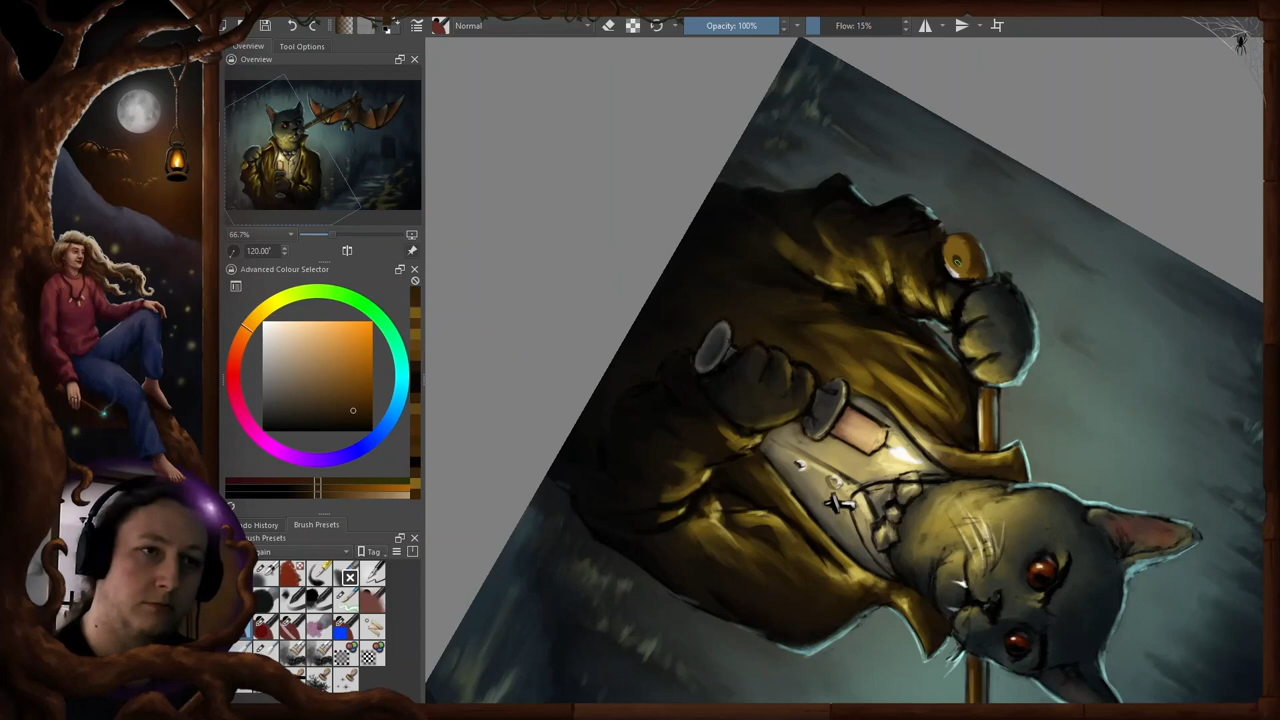 Normal
Opacity: 100%
Flow: 15%
Overview
Tool Options
Overview
66.7%
120.00°
Advanced Colour Selector
Brush Presets
Tag